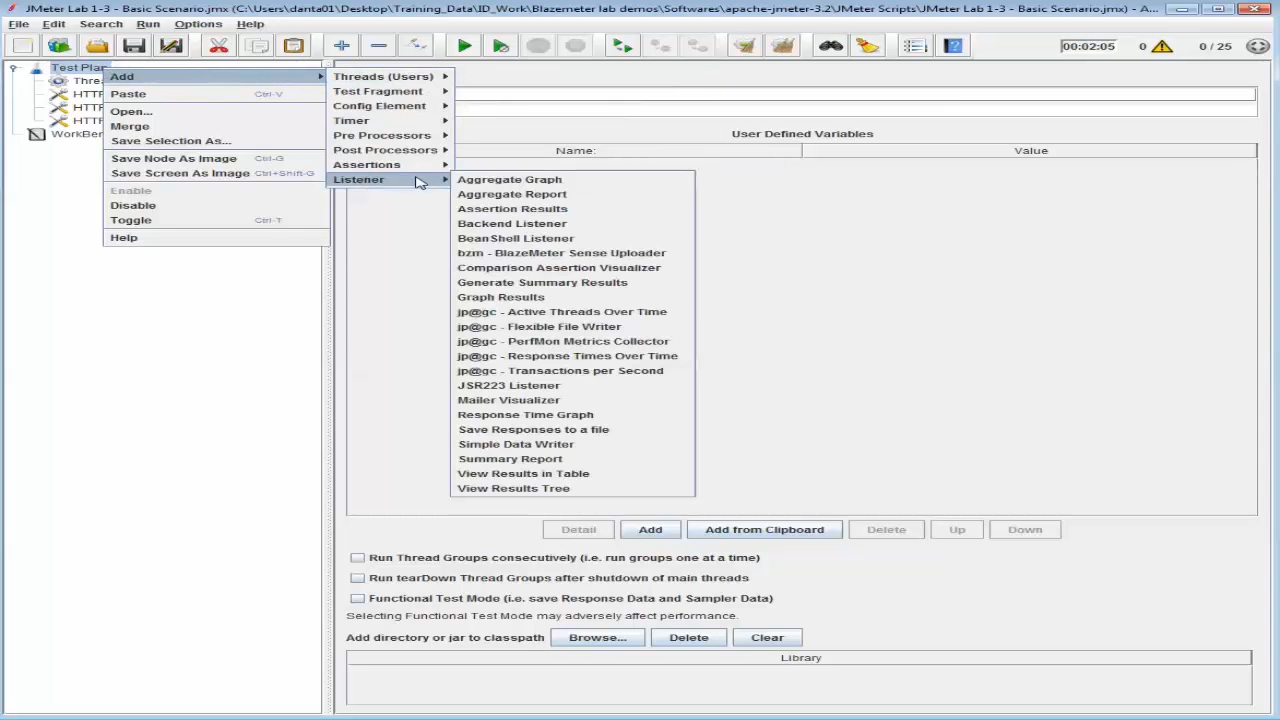 JMeter Lab 1-3 - Basic Scenario.jmx (C:\Users\danta01\Desktop\Training_Data\ID_Work\Blazemeter lab demos\Softwares\apache-jmeter-3.2\JMeter Scripts\JMeter Lab 1-3 - Basic Scenario.jmx) - A...
File Edit Search Run Options Help
00:02:05 0 0 / 25
Test Plan
Thre
HTTP
HTTP
HTTP
WorkBen
Add
Paste Ctrl-V
Open...
Merge
Save Selection As...
Save Node As Image Ctrl-G
Save Screen As Image Ctrl+Shift-G
Enable
Disable
Toggle Ctrl-T
Help
Threads (Users)
Test Fragment
Config Element
Timer
Pre Processors
Post Processors
Assertions
Listener
Aggregate Graph
Aggregate Report
Assertion Results
Backend Listener
BeanShell Listener
bzm - BlazeMeter Sense Uploader
Comparison Assertion Visualizer
Generate Summary Results
Graph Results
jp@gc - Active Threads Over Time
jp@gc - Flexible File Writer
jp@gc - PerfMon Metrics Collector
jp@gc - Response Times Over Time
jp@gc - Transactions per Second
JSR223 Listener
Mailer Visualizer
Response Time Graph
Save Responses to a file
Simple Data Writer
Summary Report
View Results in Table
View Results Tree
User Defined Variables
Name: Value
Detail Add Add from Clipboard Delete Up Down
Run Thread Groups consecutively (i.e. run groups one at a time)
Run tearDown Thread Groups after shutdown of main threads
Functional Test Mode (i.e. save Response Data and Sampler Data)
Selecting Functional Test Mode may adversely affect performance.
Add directory or jar to classpath Browse... Delete Clear
Library